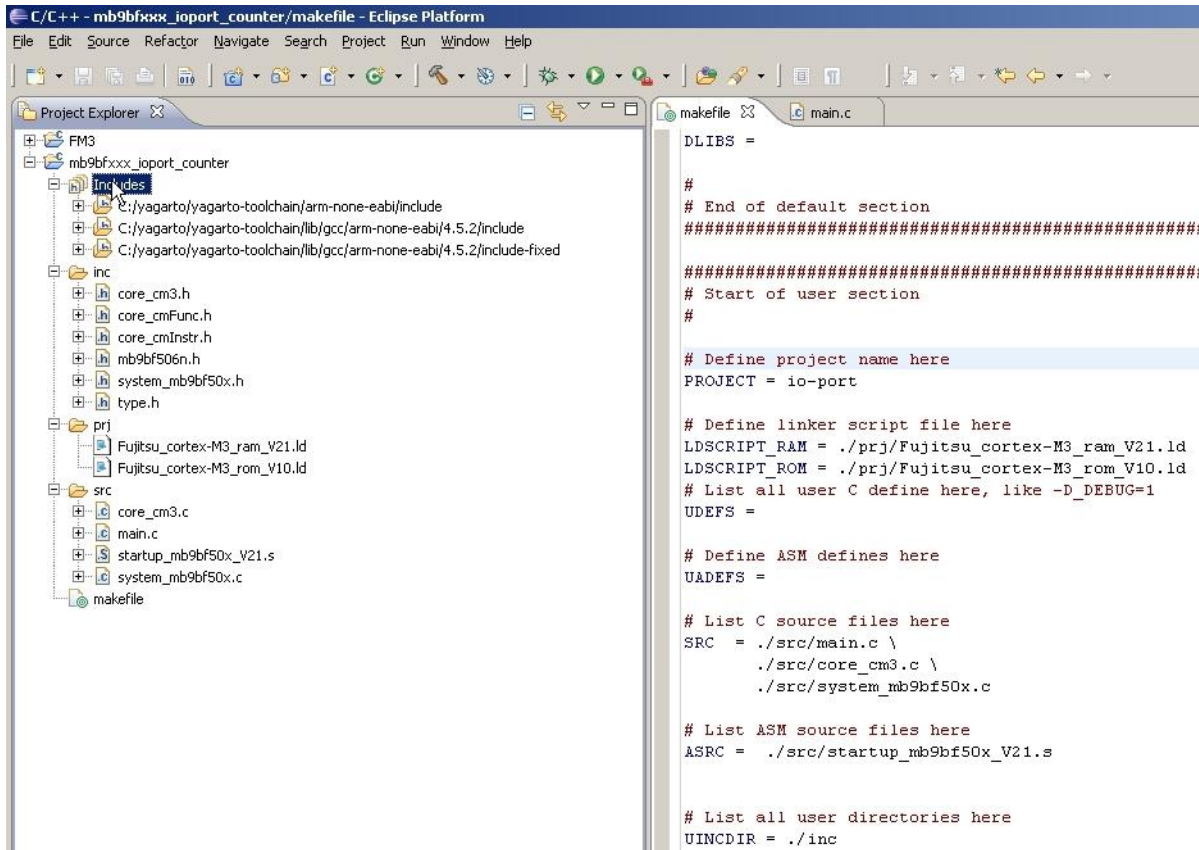 C/C++ - mb9bfxxx_ioport_counter/makefile - Eclipse Platform
File Edit Source Refactor Navigate Search Project Run Window Help
Project Explorer
FM3
mb9bfxxx_ioport_counter
Includes
C:/yagarto/yagarto-toolchain/arm-none-eabi/include
C:/yagarto/yagarto-toolchain/lib/gcc/arm-none-eabi/4.5.2/include
C:/yagarto/yagarto-toolchain/lib/gcc/arm-none-eabi/4.5.2/include-fixed
inc
core_cm3.h
core_cmFunc.h
core_cmInstr.h
mb9bf506n.h
system_mb9bf50x.h
type.h
prj
Fujitsu_cortex-M3_ram_V21.ld
Fujitsu_cortex-M3_rom_V10.ld
src
core_cm3.c
main.c
startup_mb9bf50x_V21.s
system_mb9bf50x.c
makefile
makefile main.c
DLIBS =
#
# End of default section
##################################################
##################################################
# Start of user section
#
# Define project name here
PROJECT = io-port
# Define linker script file here
LDSCRIPT_RAM = ./prj/Fujitsu_cortex-M3_ram_V21.ld
LDSCRIPT_ROM = ./prj/Fujitsu_cortex-M3_rom_V10.ld
# List all user C define here, like -D_DEBUG=1
UDEFS =
# Define ASM defines here
UADEFS =
# List C source files here
SRC = ./src/main.c \
./src/core_cm3.c \
./src/system_mb9bf50x.c
# List ASM source files here
ASRC = ./src/startup_mb9bf50x_V21.s
# List all user directories here
UINCDIR = ./inc